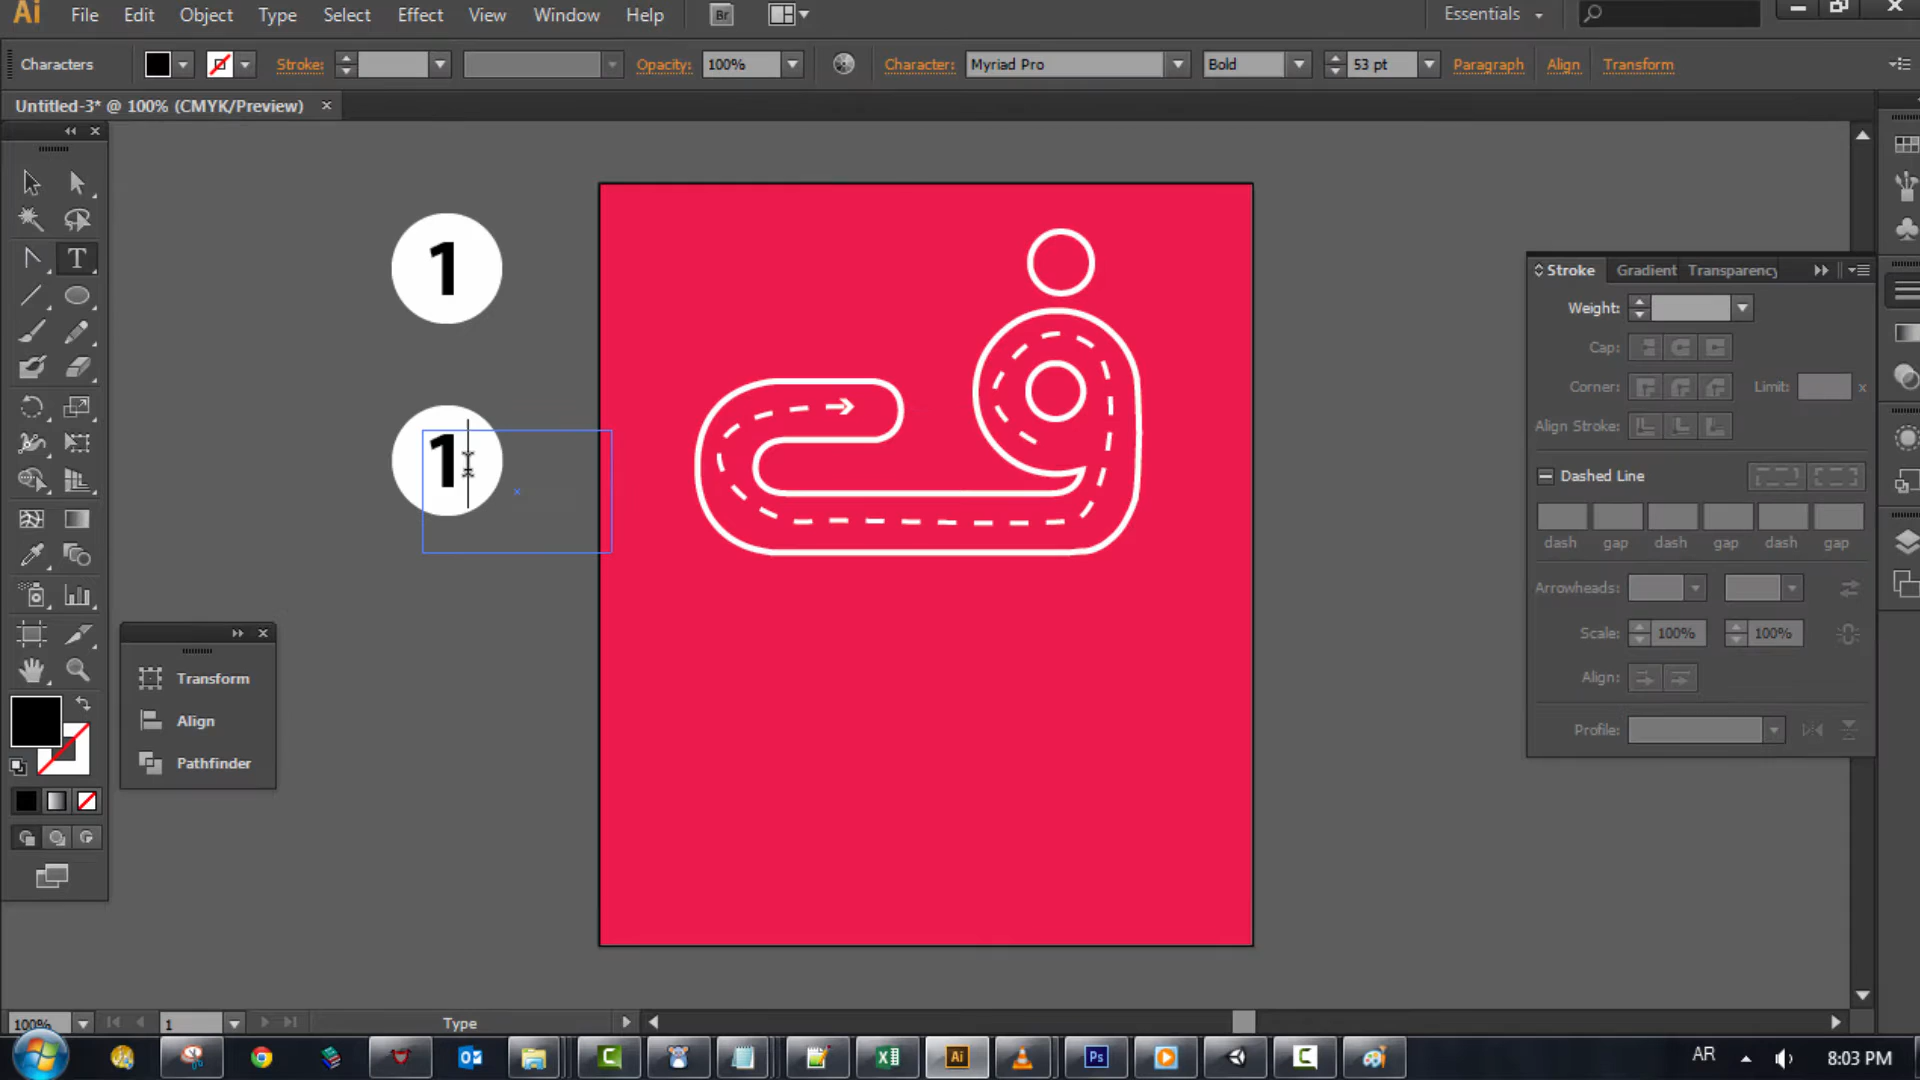 Ai File Edit Object Type Select Effect View Window Help Br Essentials
Characters Stroke: Opacity: 100% Character: Myriad Pro Bold 53 pt Paragraph Align Transform
Untitled-3* @ 100% (CMYK/Preview)
T
1
1
Stroke Gradient Transparency
Weight:
Cap:
Corner: Limit: x
Align Stroke:
Dashed Line
dash gap dash gap dash gap
Arrowheads:
Scale: 100% 100%
Align:
Profile:
Transform
Align
Pathfinder
100% 1 Type
Ai Ps
AR 8:03 PM